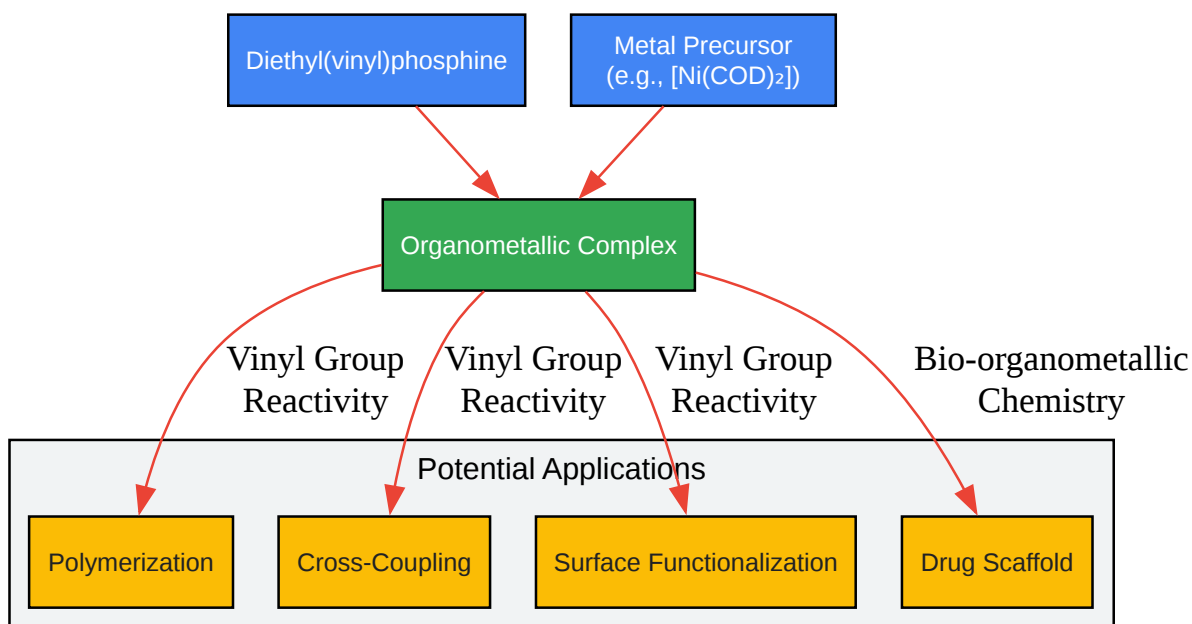 Diethyl(vinyl)phosphine
Metal Precursor
(e.g., [Ni(COD)₂])
Organometallic Complex
Vinyl Group
Reactivity
Vinyl Group
Reactivity
Vinyl Group
Reactivity
Bio-organometallic
Chemistry
Potential Applications
Polymerization
Cross-Coupling
Surface Functionalization
Drug Scaffold